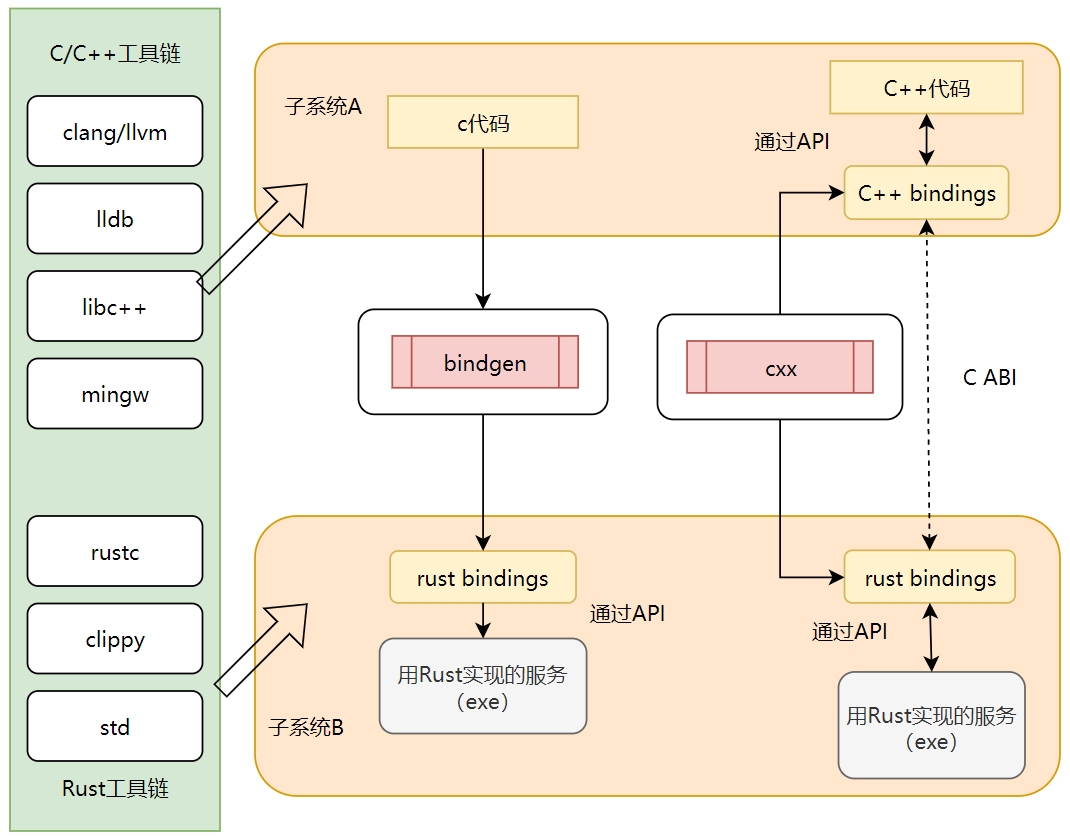 C/C++工具链
clang/llvm
lldb
libc++
mingw
rustc
clippy
std
Rust工具链
子系统A
c代码
C++代码
通过API
C++ bindings
bindgen
cxx
C ABI
rust bindings
通过API
用Rust实现的服务
（exe）
子系统B
rust bindings
通过API
用Rust实现的服务
（exe）